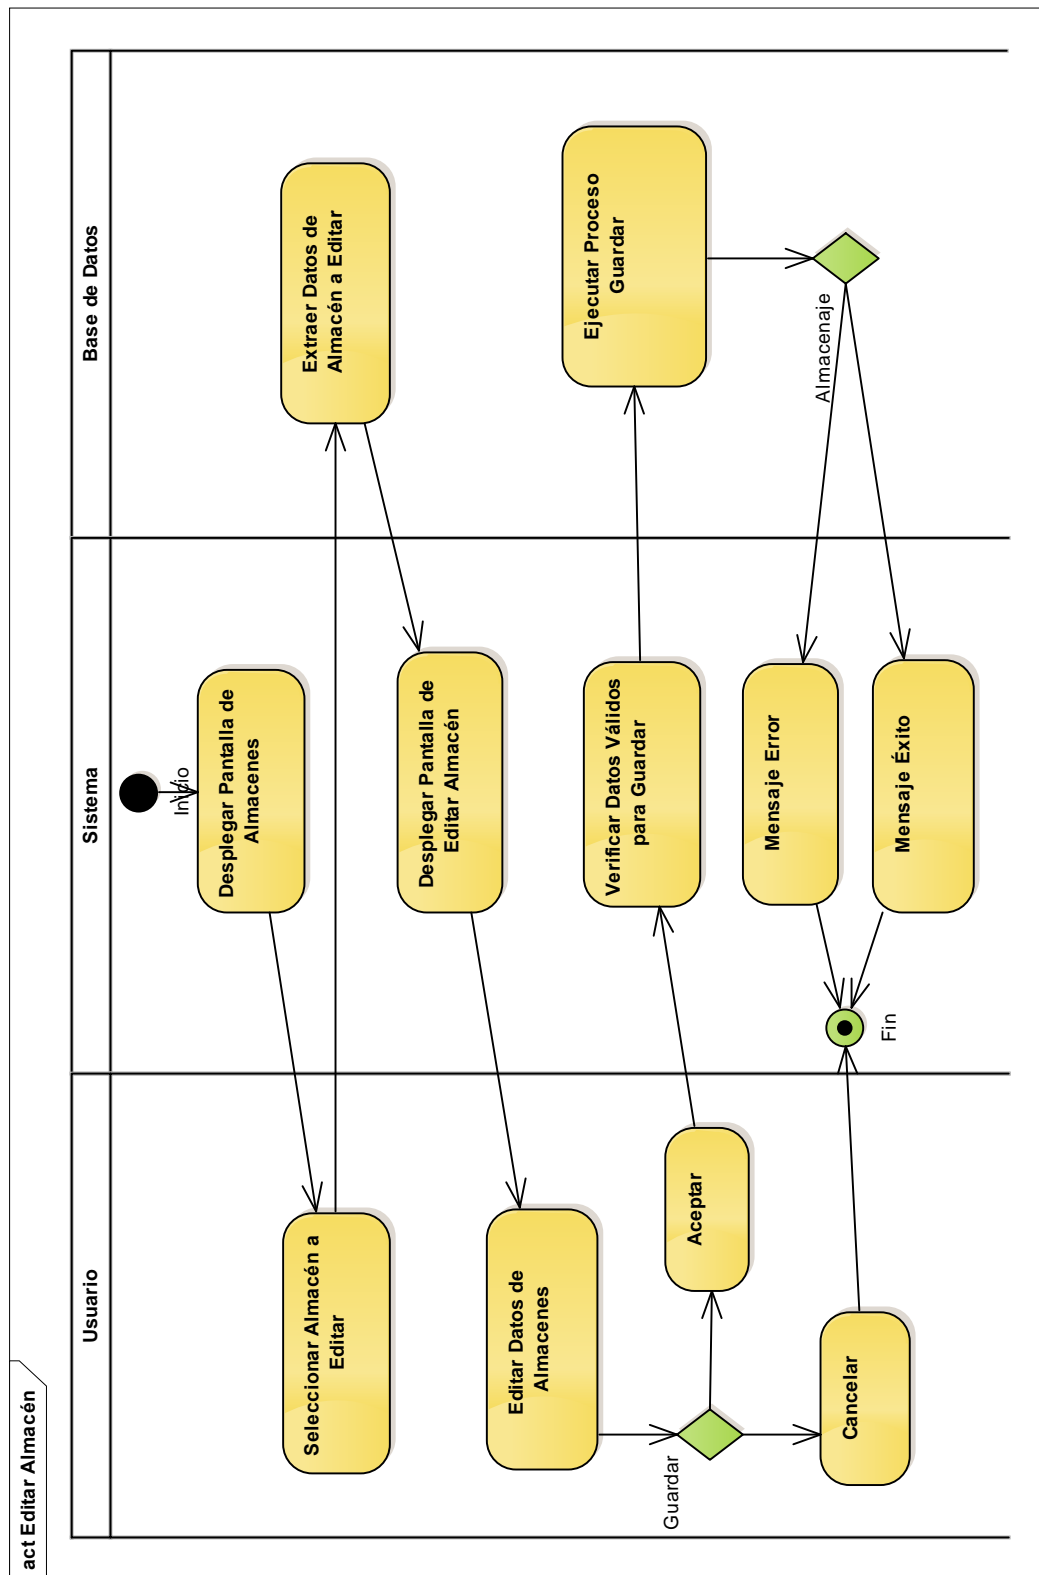 act Editar Almacén
Usuario
Sistema
Base de Datos
Inicio
Desplegar Pantalla de
Almacenes
Seleccionar Almacén a
Editar
Extraer Datos de
Almacén a Editar
Desplegar Pantalla de
Editar Almacén
Editar Datos de
Almacenes
Guardar
Aceptar
Cancelar
Verificar Datos Válidos
para Guardar
Ejecutar Proceso
Guardar
Almacenaje
Mensaje Error
Mensaje Éxito
Fin